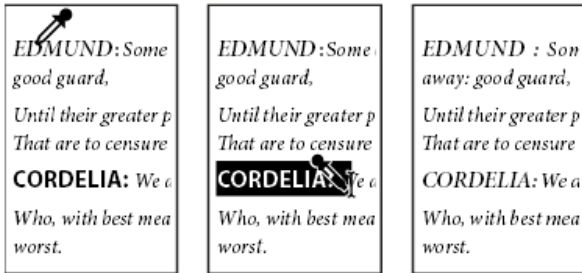 EDMUND: Some
good guard,
Until their greater p
That are to censure
CORDELIA: We
Who, with best mea
worst.
EDMUND:Some
good guard,
Until their greater p
That are to censure
CORDELIA:
Who, with best mea
worst.
EDMUND : Som
away: good guard,
Until their greater p
That are to censure
CORDELIA: We a
Who, with best mea
worst.